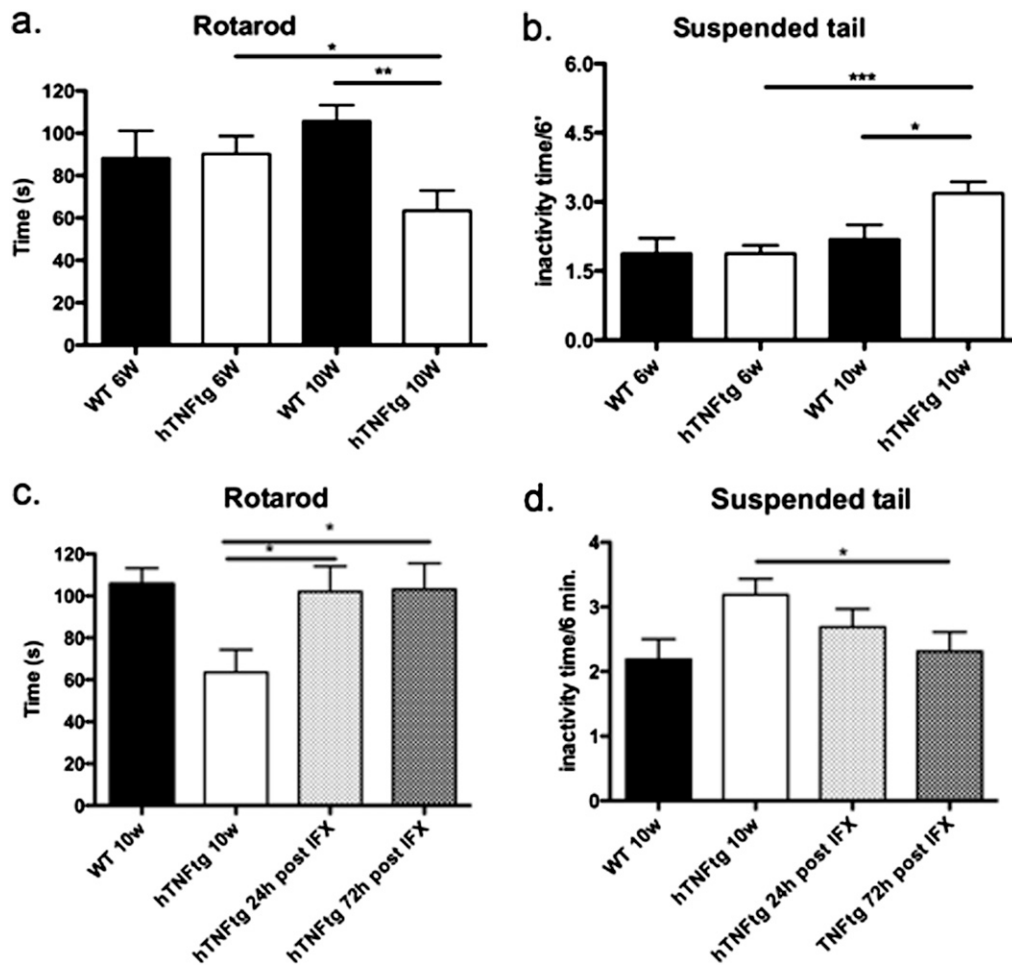 a.
Rotarod
*
**
Time (s)
120
100
80
60
40
20
0
WT 6W
hTNFtg 6W
WT 10W
hTNFtg 10W
b.
Suspended tail
***
*
inactivity time/6'
6.0
4.5
3.0
1.5
0.0
WT 6w
hTNFtg 6w
WT 10w
hTNFtg 10w
c.
Rotarod
*
*
Time (s)
120
100
80
60
40
20
0
WT 10w
hTNFtg 10w
hTNFtg 24h post IFX
hTNFtg 72h post IFX
d.
Suspended tail
*
inactivity time/6 min.
4
3
2
1
0
WT 10w
hTNFtg 10w
hTNFtg 24h post IFX
TNFtg 72h post IFX